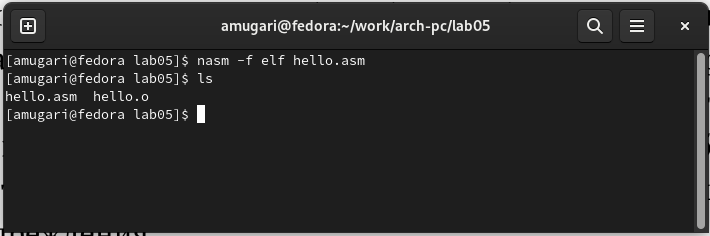 amugari@fedora:~/work/arch-pc/lab05
[amugari@fedora lab05]$ nasm -f elf hello.asm
[amugari@fedora lab05]$ ls
hello.asm  hello.o
[amugari@fedora lab05]$